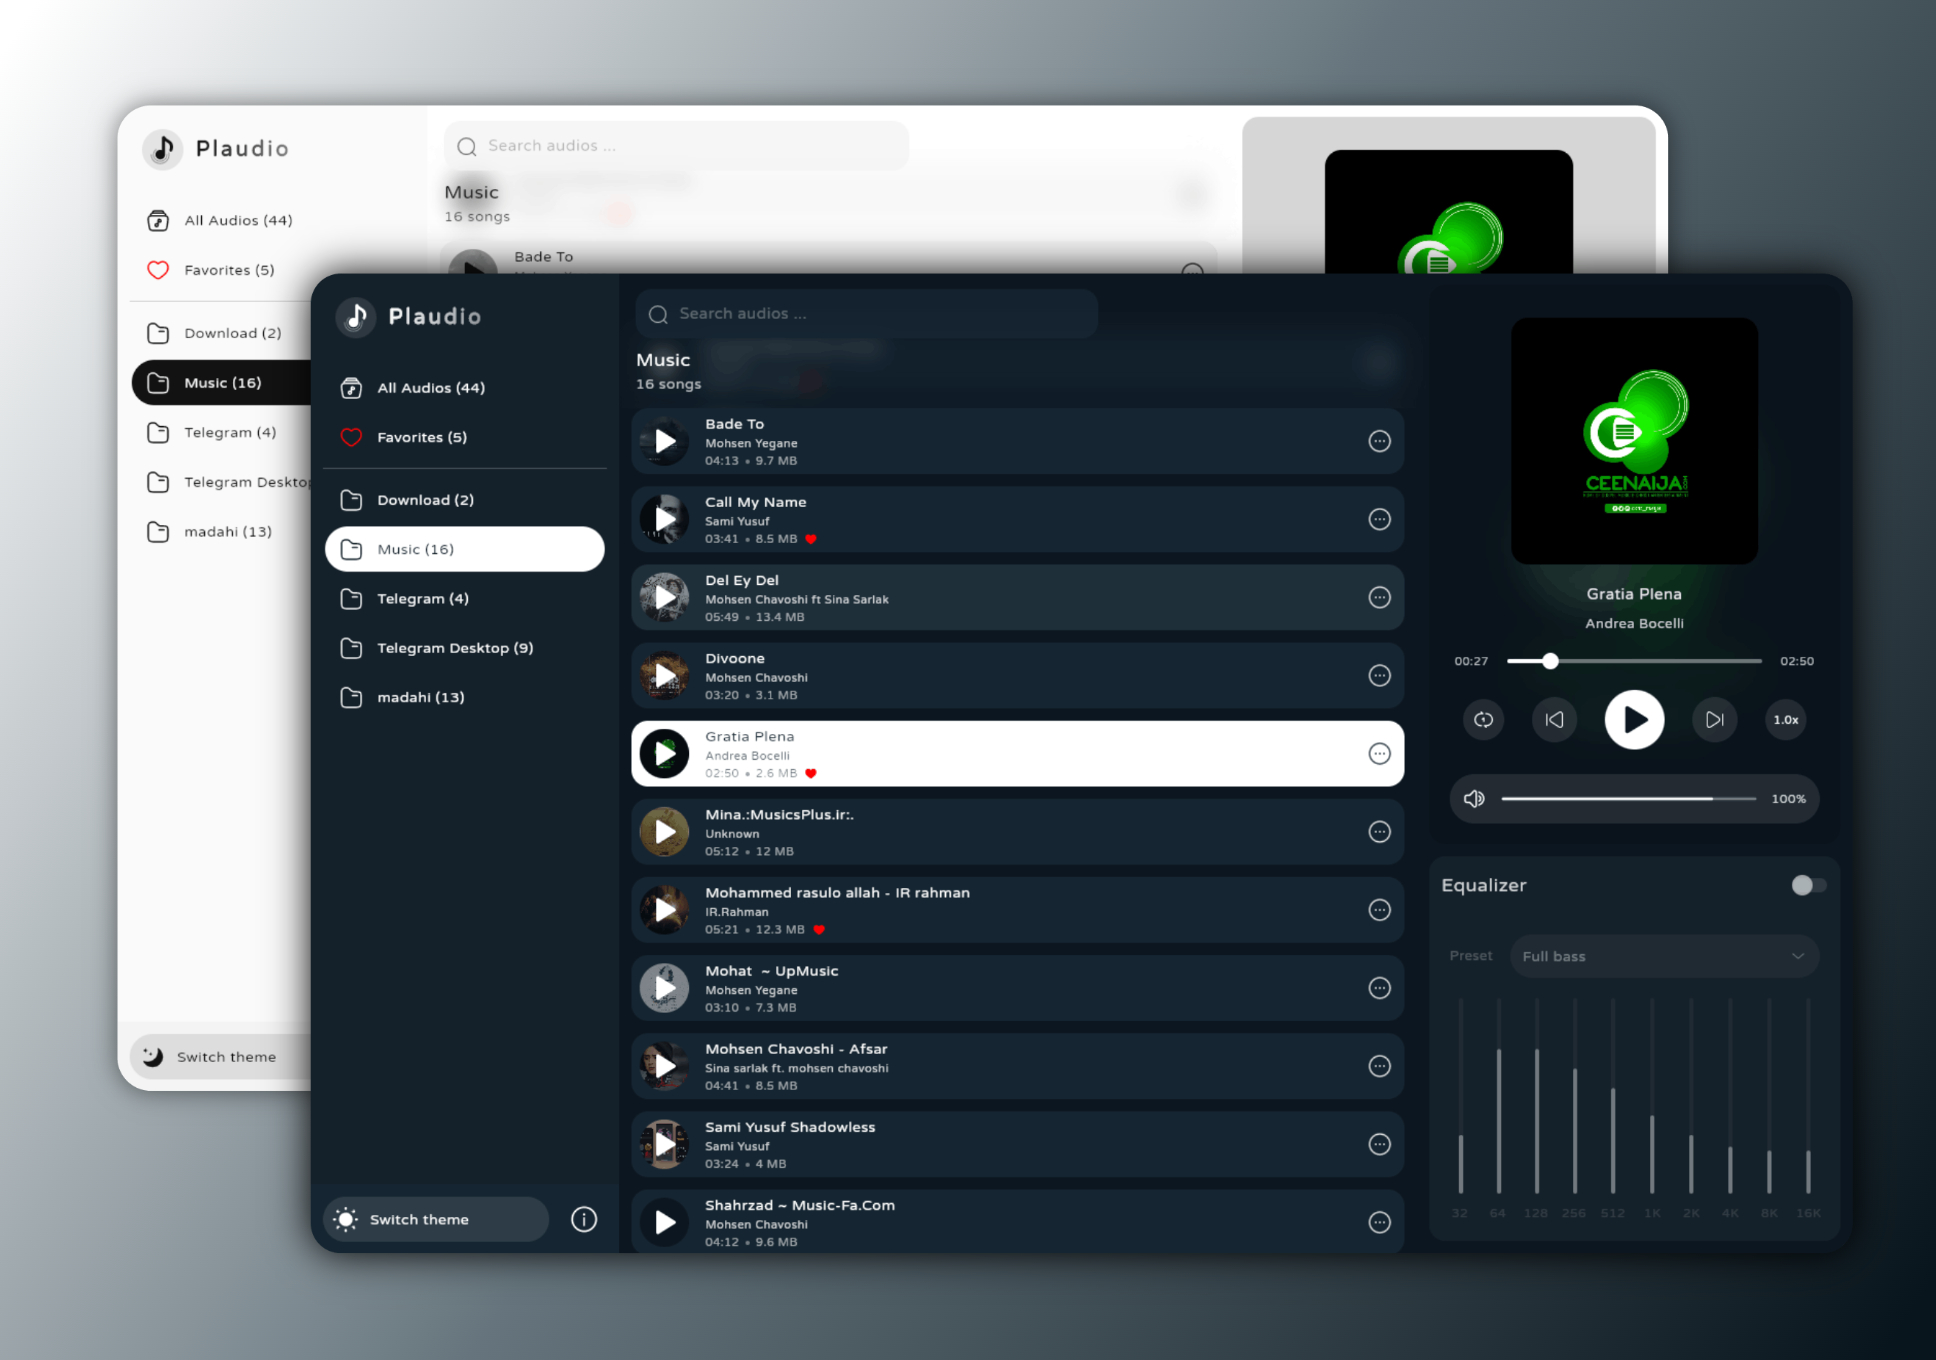 Plaudio
All Audios (44)
Favorites (5)
Download (2)
Music (16)
Telegram (4)
Telegram Desktop
madahi (13)
Switch theme
Search audios ...
Music
16 songs
Bade To
Plaudio
All Audios (44)
Favorites (5)
Download (2)
Music (16)
Telegram (4)
Telegram Desktop (9)
madahi (13)
Switch theme
Search audios ...
Music
16 songs
Bade To
Mohsen Yegane
04:13 • 9.7 MB
Call My Name
Sami Yusuf
03:41 • 8.5 MB
Del Ey Del
Mohsen Chavoshi ft Sina Sarlak
05:49 • 13.4 MB
Divoone
Mohsen Chavoshi
03:20 • 3.1 MB
Gratia Plena
Andrea Bocelli
02:50 • 2.6 MB
Mina.:MusicsPlus.ir:.
Unknown
05:12 • 12 MB
Mohammed rasulo allah - IR rahman
IR.Rahman
05:21 • 12.3 MB
Mohat ~ UpMusic
Mohsen Yegane
03:10 • 7.3 MB
Mohsen Chavoshi - Afsar
Sina sarlak ft. mohsen chavoshi
04:41 • 8.5 MB
Sami Yusuf Shadowless
Sami Yusuf
03:24 • 4 MB
Shahrzad ~ Music-Fa.Com
Mohsen Chavoshi
04:12 • 9.6 MB
CEENAIJA
Gratia Plena
Andrea Bocelli
00:27 02:50
1.0x
100%
Equalizer
Preset Full bass
32 64 128 256 512 1K 2K 4K 8K 16K